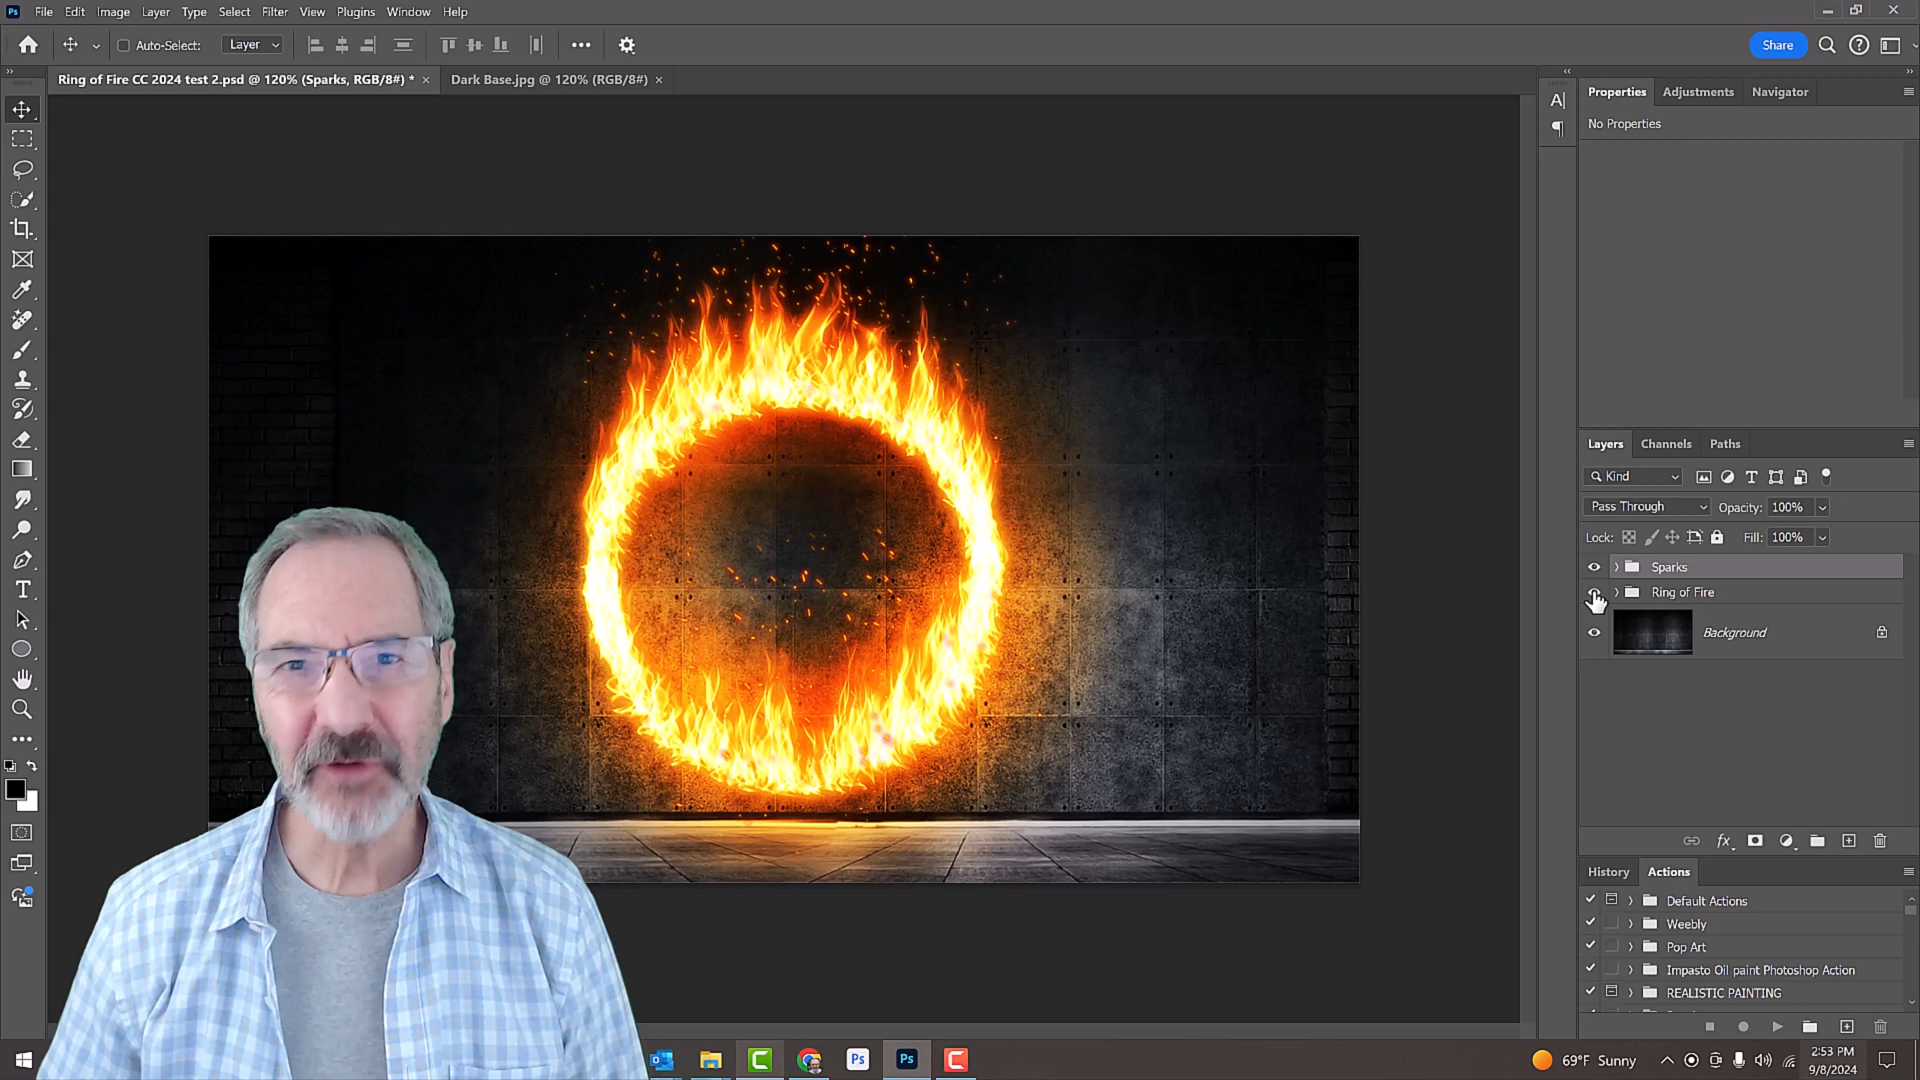 Ps File Edit Image Layer Type Select Filter View Plugins Window Help
Auto-Select: Layer Share
Ring of Fire CC 2024 test 2.psd @ 120% (Sparks, RGB/8#) * × Dark Base.jpg @ 120% (RGB/8#) ×
Properties Adjustments Navigator
No Properties
Layers Channels Paths
Kind
Pass Through Opacity: 100%
Lock: Fill: 100%
Sparks
Ring of Fire
Background
fx
History Actions
Default Actions
Weebly
Pop Art
Impasto Oil paint Photoshop Action
REALISTIC PAINTING
Ps Ps 69°F Sunny 2:53 PM
9/8/2024